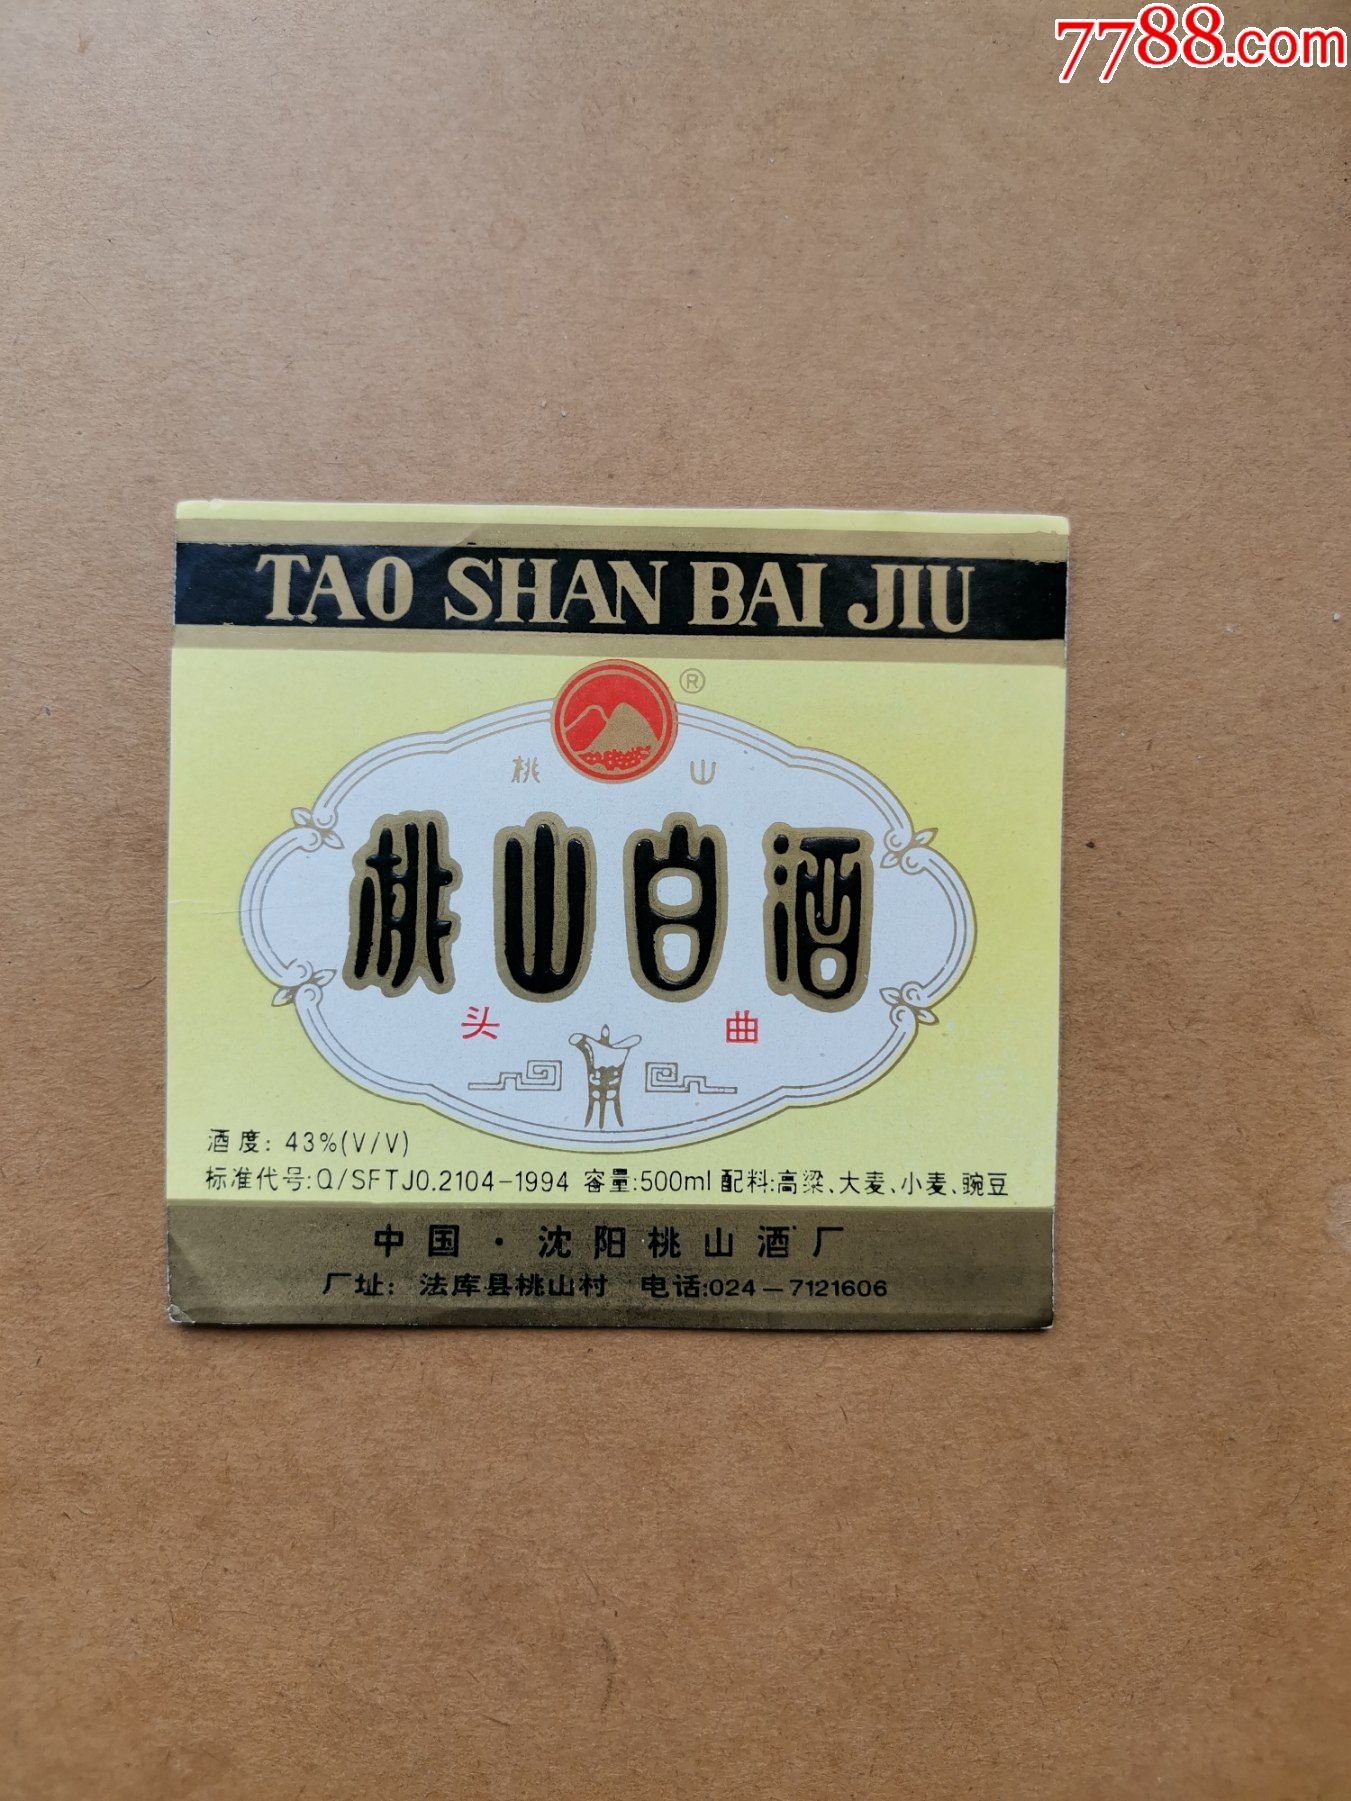 7788.com
TAO SHAN BAI JIU
®
桃 山
桃山白酒
头 曲
酒度: 43%(V/V)
标准代号:Q/SFTJ0.2104-1994 容量:500ml 配料:高粱、大麦、小麦、豌豆
中国·沈阳桃山酒厂
厂址: 法库县桃山村 电话:024-7121606